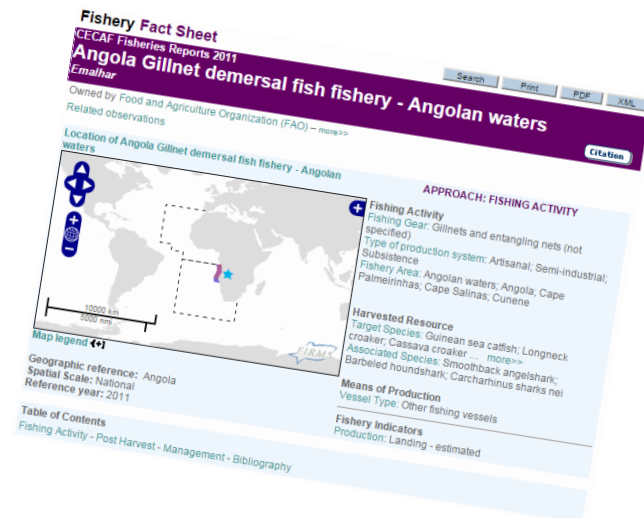 Fishery Fact Sheet
CECAF Fisheries Reports 2011
Angola Gillnet demersal fish fishery - Angolan waters
Emalhar
Search
Print
PDF
XML
Owned by Food and Agriculture Organization (FAO) – more>>
Citation
Related observations
Location of Angola Gillnet demersal fish fishery - Angolan
waters
10000 km
5000 nmi
FIRMS
Map legend [+]
Geographic reference: Angola
Spatial Scale: National
Reference year: 2011
APPROACH: FISHING ACTIVITY
Fishing Activity
Fishing Gear: Gillnets and entangling nets (not
specified)
Type of production system: Artisanal; Semi-industrial;
Subsistence
Fishery Area: Angolan waters; Angola; Cape
Palmeirinhas; Cape Salinas; Cunene
Harvested Resource
Target Species: Guinean sea catfish; Longneck
croaker; Cassava croaker ... more>>
Associated Species: Smoothback angelshark;
Barbeled houndshark; Carcharhinus sharks nei
Means of Production
Vessel Type: Other fishing vessels
Fishery Indicators
Production: Landing - estimated
Table of Contents
Fishing Activity - Post Harvest - Management - Bibliography